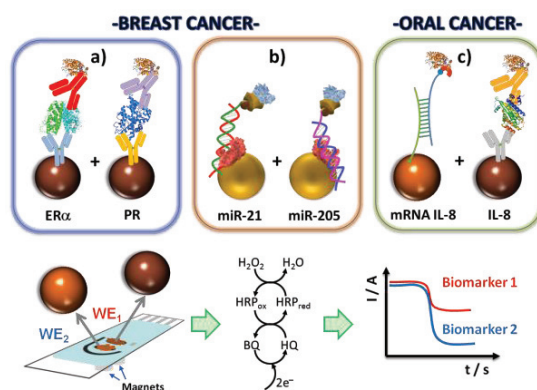 -BREAST CANCER-
-ORAL CANCER-
a)
b)
c)
+
+
+
ERα
PR
miR-21
miR-205
mRNA IL-8
IL-8
WE₁
WE₂
Magnets
H₂O₂
H₂O
HRPₒₓ
HRPred
BQ
HQ
2e⁻
I / A
Biomarker 1
Biomarker 2
t / s